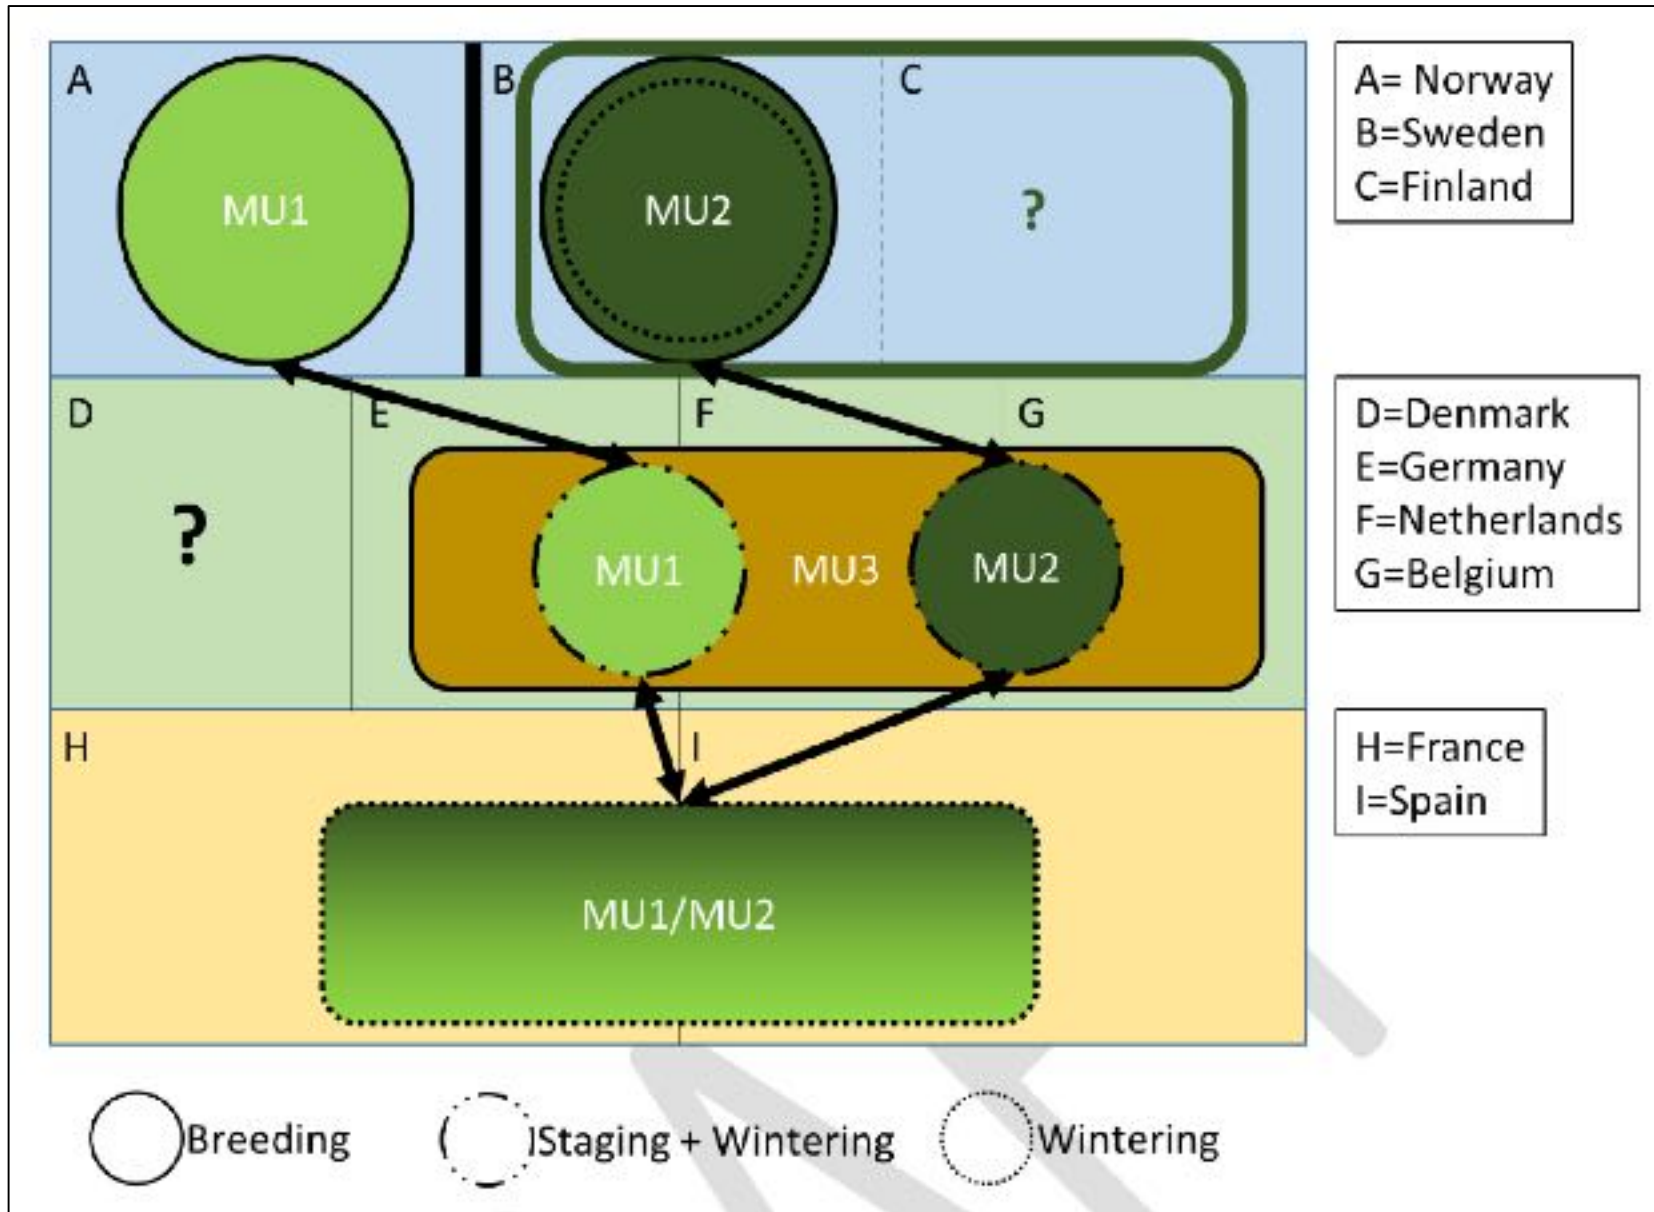 A
B
C
MU1
MU2
?
A= Norway
B=Sweden
C=Finland
D
E
F
G
?
MU1
MU3
MU2
D=Denmark
E=Germany
F=Netherlands
G=Belgium
H
I
MU1/MU2
H=France
I=Spain
Breeding
Staging + Wintering
Wintering